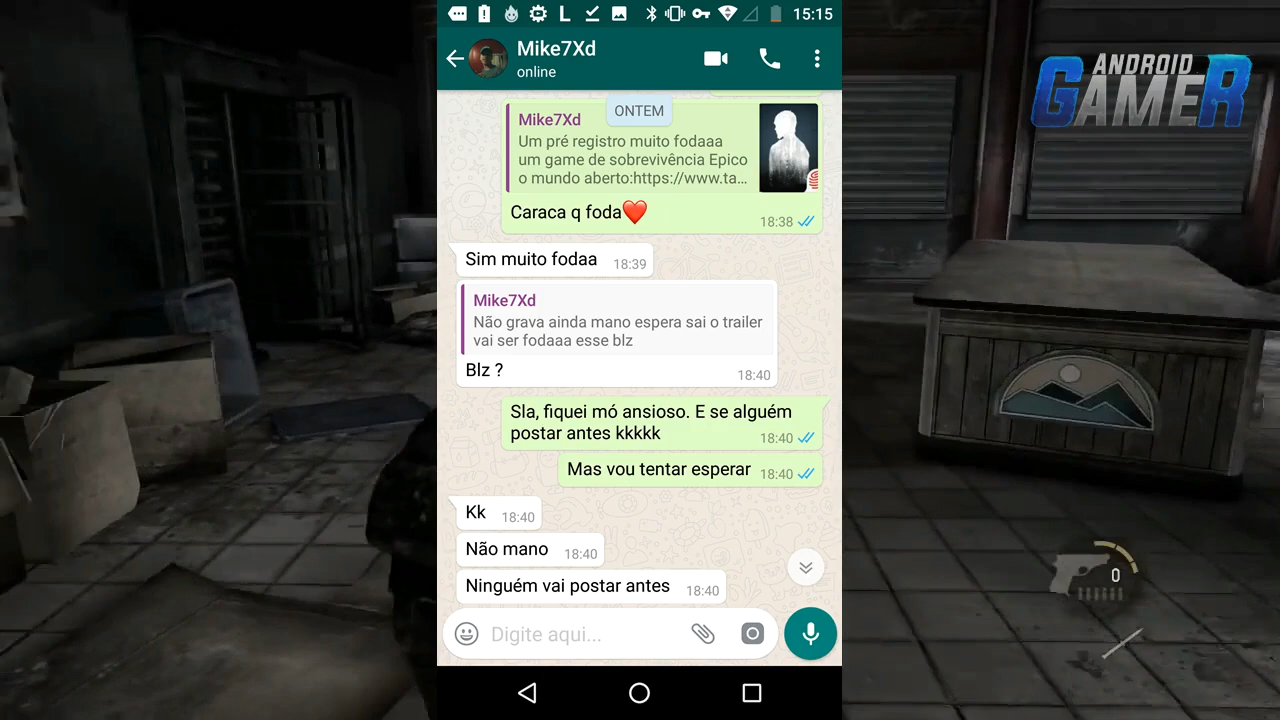 15:15
Mike7Xd
online
ANDROID
GAMER
ONTEM
Mike7Xd
Um pré registro muito fodaaa
um game de sobrevivência Epico
o mundo aberto:https://www.ta...
Caraca q foda❤️
18:38
Sim muito fodaa
18:39
Mike7Xd
Não grava ainda mano espera sai o trailer
vai ser fodaaa esse blz
Blz ?
18:40
Sla, fiquei mó ansioso. E se alguém
postar antes kkkkk
18:40
Mas vou tentar esperar
18:40
Kk
18:40
Não mano
18:40
Ninguém vai postar antes
18:40
Digite aqui...
0